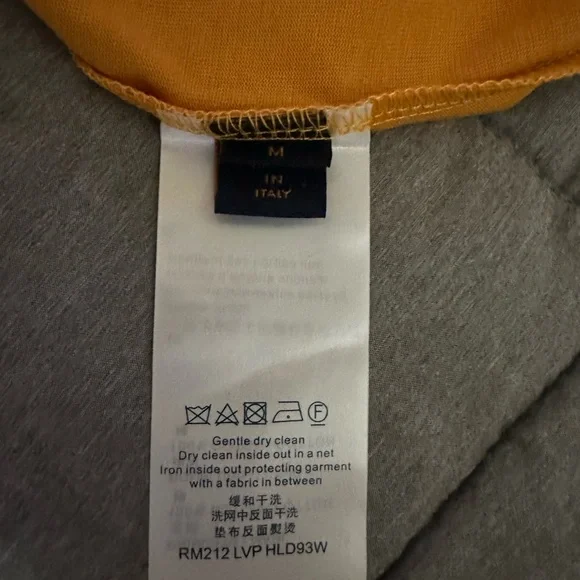 M
IN
ITALY
Gentle dry clean
Dry clean inside out in a net
Iron inside out protecting garment
with a fabric in between
缓和干洗
洗网中反面干洗
垫布反面熨烫
RM212 LVP HLD93W